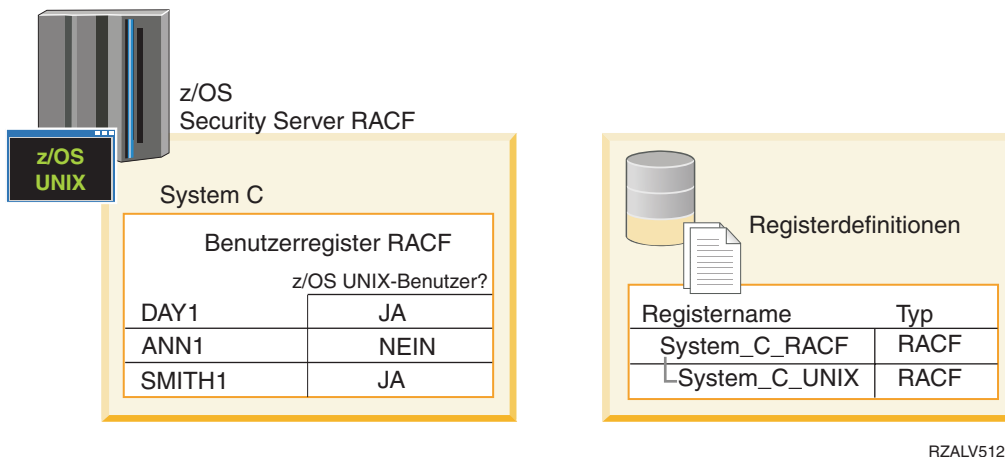 z/OS
Security Server RACF
z/OS
UNIX
System C
Benutzerregister RACF
z/OS UNIX-Benutzer?
DAY1 JA
ANN1 NEIN
SMITH1 JA
Registerdefinitionen
Registername Typ
System_C_RACF RACF
System_C_UNIX RACF
RZALV512